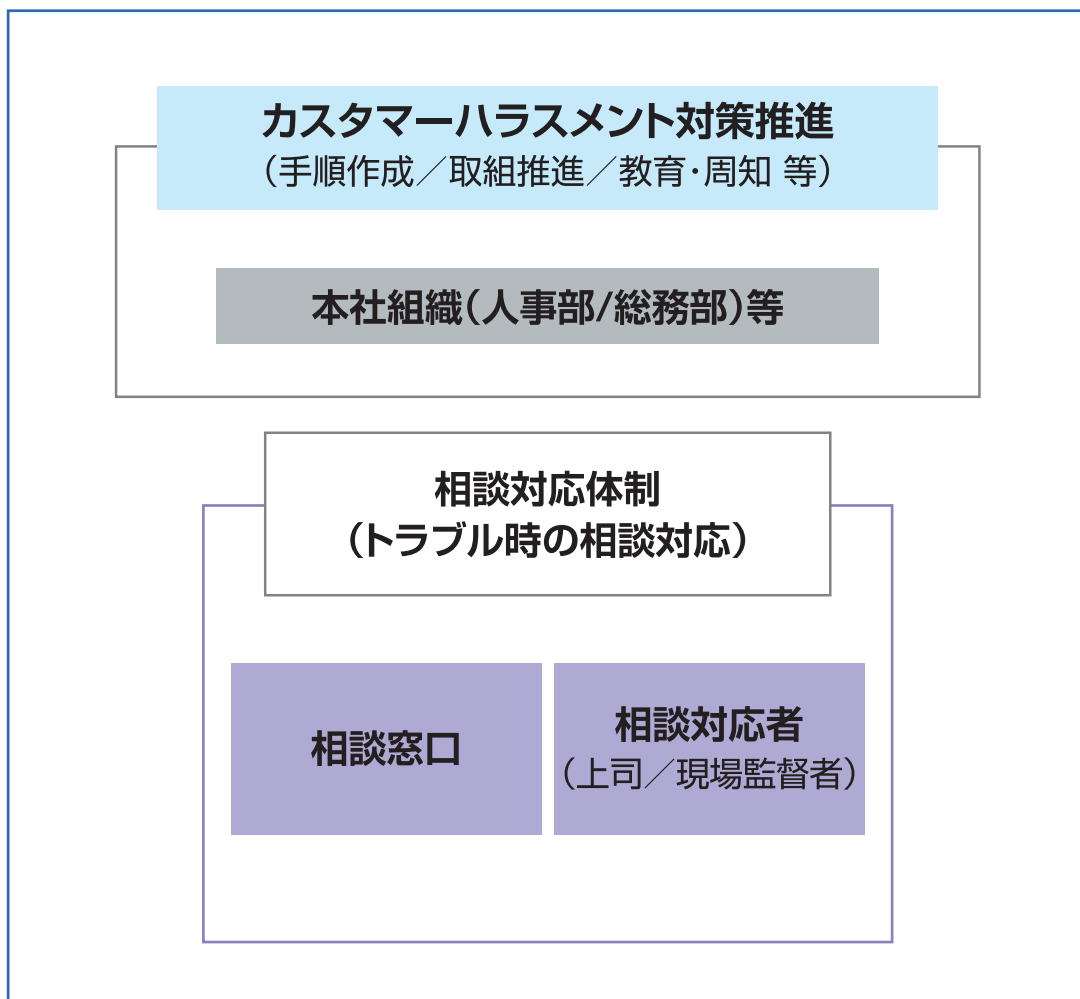 カスタマーハラスメント対策推進
（手順作成／取組推進／教育・周知 等）
本社組織（人事部/総務部）等
相談対応体制
（トラブル時の相談対応）
相談窓口
相談対応者
（上司／現場監督者）